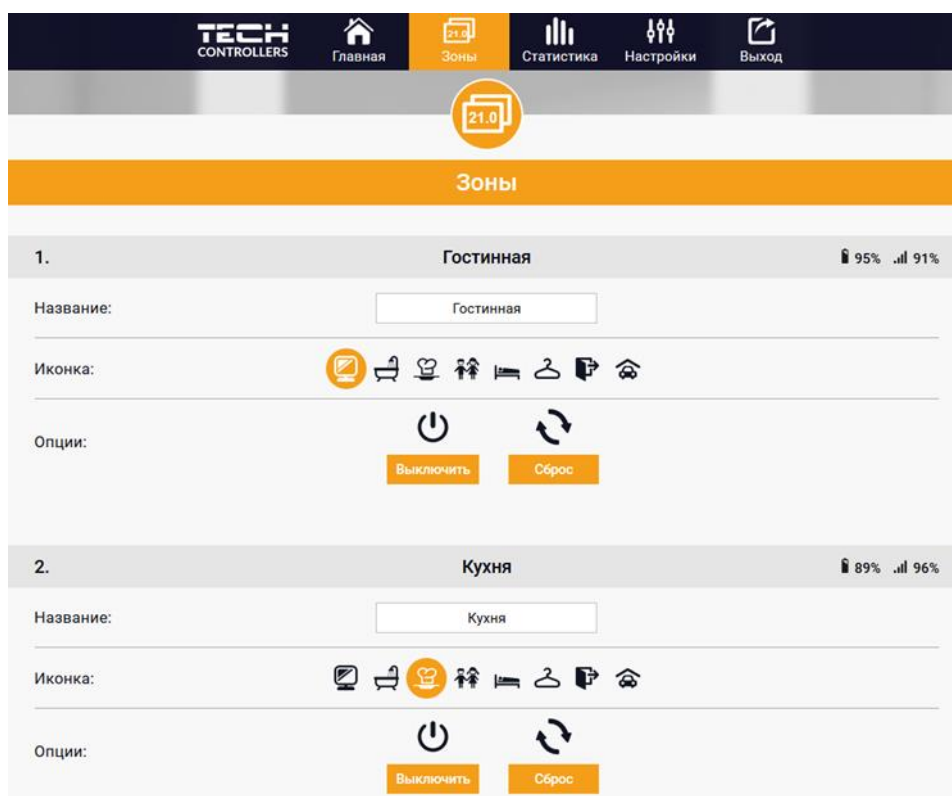 TECH
CONTROLLERS
Главная
21.0
Зоны
Статистика
Настройки
Выход
21.0
Зоны
1. Гостинная 95% 91%
Название: Гостинная
Иконка:
Опции:
Выключить Сброс
2. Кухня 89% 96%
Название: Кухня
Иконка:
Опции:
Выключить Сброс